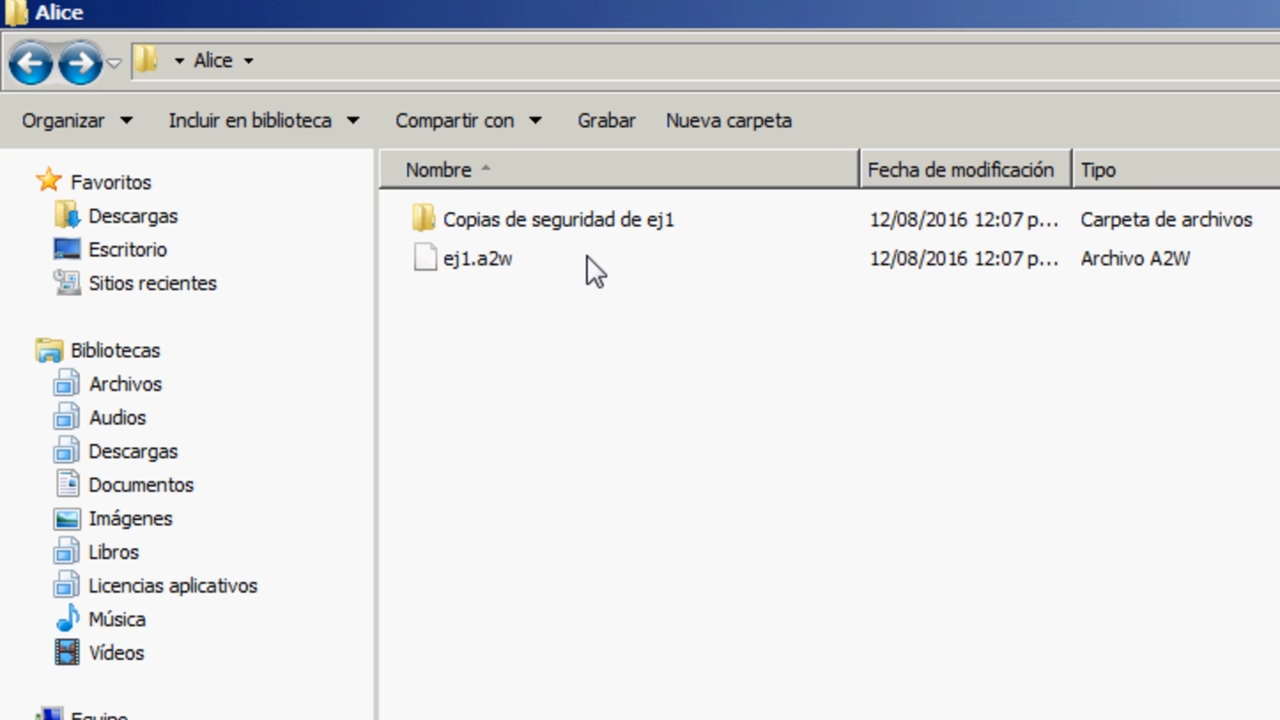 Alice
Alice
Organizar Incluir en biblioteca Compartir con Grabar Nueva carpeta
Nombre Fecha de modificación Tipo
Favoritos
Descargas
Escritorio
Sitios recientes
Bibliotecas
Archivos
Audios
Descargas
Documentos
Imágenes
Libros
Licencias aplicativos
Música
Vídeos
Equipo
Copias de seguridad de ej1 12/08/2016 12:07 p... Carpeta de archivos
ej1.a2w 12/08/2016 12:07 p... Archivo A2W